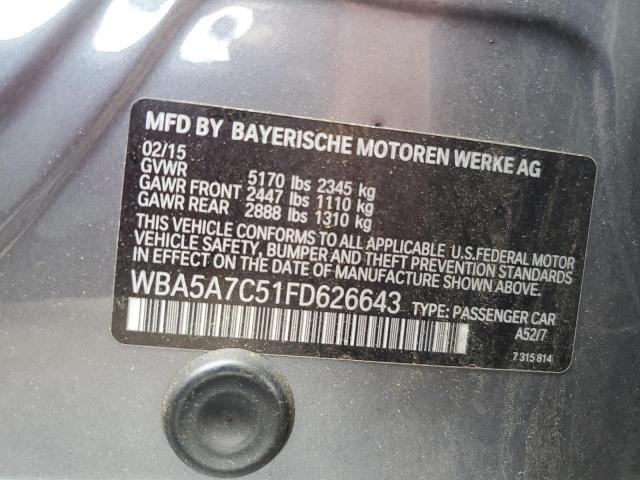 MFD BY BAYERISCHE MOTOREN WERKE AG
02/15
GVWR 5170 lbs 2345 kg
GAWR FRONT 2447 lbs 1110 kg
GAWR REAR 2888 lbs 1310 kg
THIS VEHICLE CONFORMS TO ALL APPLICABLE U.S.FEDERAL MOTOR
VEHICLE SAFETY, BUMPER AND THEFT PREVENTION STANDARDS
IN EFFECT ON THE DATE OF MANUFACTURE SHOWN ABOVE.
WBA5A7C51FD626643 TYPE: PASSENGER CAR
A52/7
7 315 814